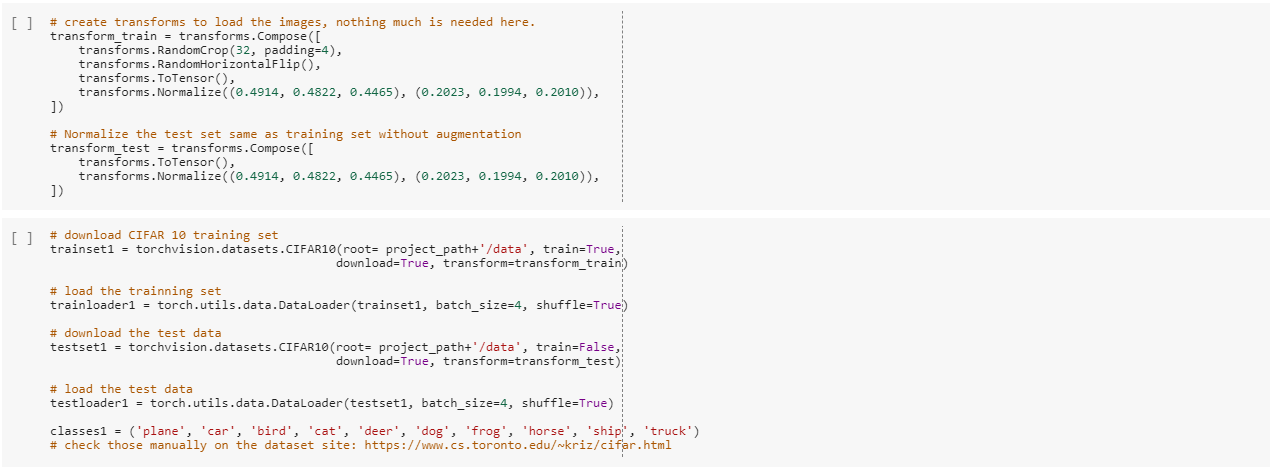 [ ] # create transforms to load the images, nothing much is needed here.
transform_train = transforms.Compose([
    transforms.RandomCrop(32, padding=4),
    transforms.RandomHorizontalFlip(),
    transforms.ToTensor(),
    transforms.Normalize((0.4914, 0.4822, 0.4465), (0.2023, 0.1994, 0.2010)),
])
# Normalize the test set same as training set without augmentation
transform_test = transforms.Compose([
    transforms.ToTensor(),
    transforms.Normalize((0.4914, 0.4822, 0.4465), (0.2023, 0.1994, 0.2010)),
])
[ ] # download CIFAR 10 training set
trainset1 = torchvision.datasets.CIFAR10(root= project_path+'/data', train=True,
                                        download=True, transform=transform_train)
# load the trainning set
trainloader1 = torch.utils.data.DataLoader(trainset1, batch_size=4, shuffle=True)
# download the test data
testset1 = torchvision.datasets.CIFAR10(root= project_path+'/data', train=False,
                                        download=True, transform=transform_test)
# load the test data
testloader1 = torch.utils.data.DataLoader(testset1, batch_size=4, shuffle=True)
classes1 = ('plane', 'car', 'bird', 'cat', 'deer', 'dog', 'frog', 'horse', 'ship', 'truck')
# check those manually on the dataset site: https://www.cs.toronto.edu/~kriz/cifar.html